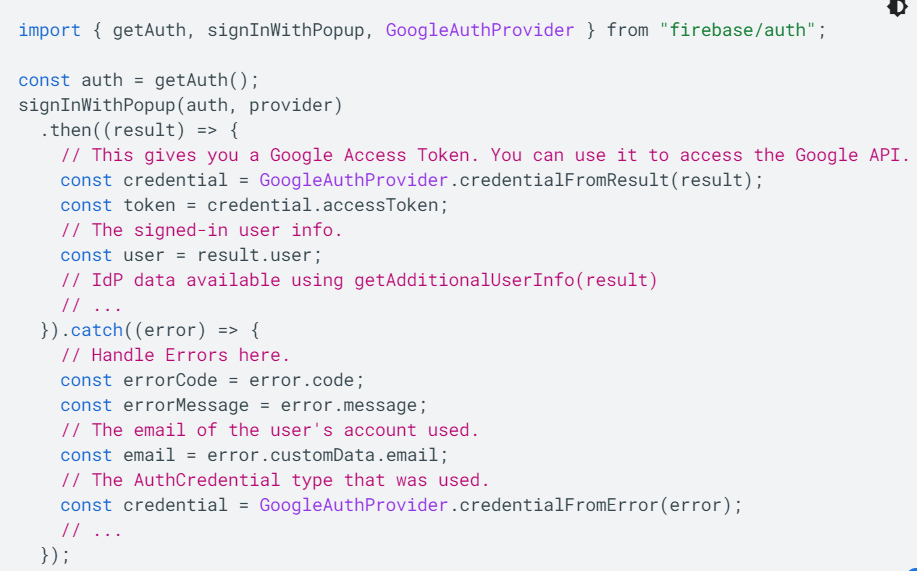 import { getAuth, signInWithPopup, GoogleAuthProvider } from "firebase/auth";

const auth = getAuth();
signInWithPopup(auth, provider)
  .then((result) => {
    // This gives you a Google Access Token. You can use it to access the Google API.
    const credential = GoogleAuthProvider.credentialFromResult(result);
    const token = credential.accessToken;
    // The signed-in user info.
    const user = result.user;
    // IdP data available using getAdditionalUserInfo(result)
    // ...
  }).catch((error) => {
    // Handle Errors here.
    const errorCode = error.code;
    const errorMessage = error.message;
    // The email of the user's account used.
    const email = error.customData.email;
    // The AuthCredential type that was used.
    const credential = GoogleAuthProvider.credentialFromError(error);
    // ...
  });